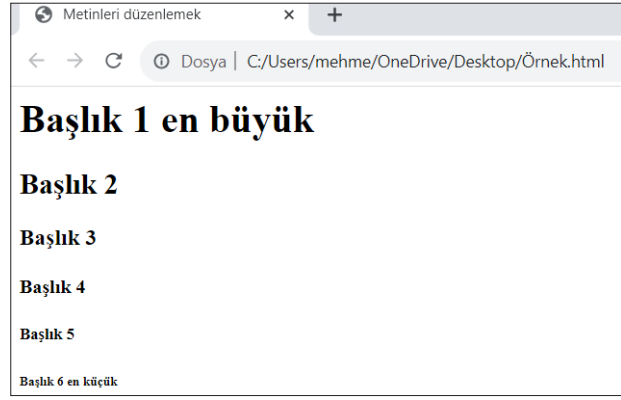 Metinleri düzenlemek
Dosya | C:/Users/mehme/OneDrive/Desktop/Örnek.html
Başlık 1 en büyük
Başlık 2
Başlık 3
Başlık 4
Başlık 5
Başlık 6 en küçük